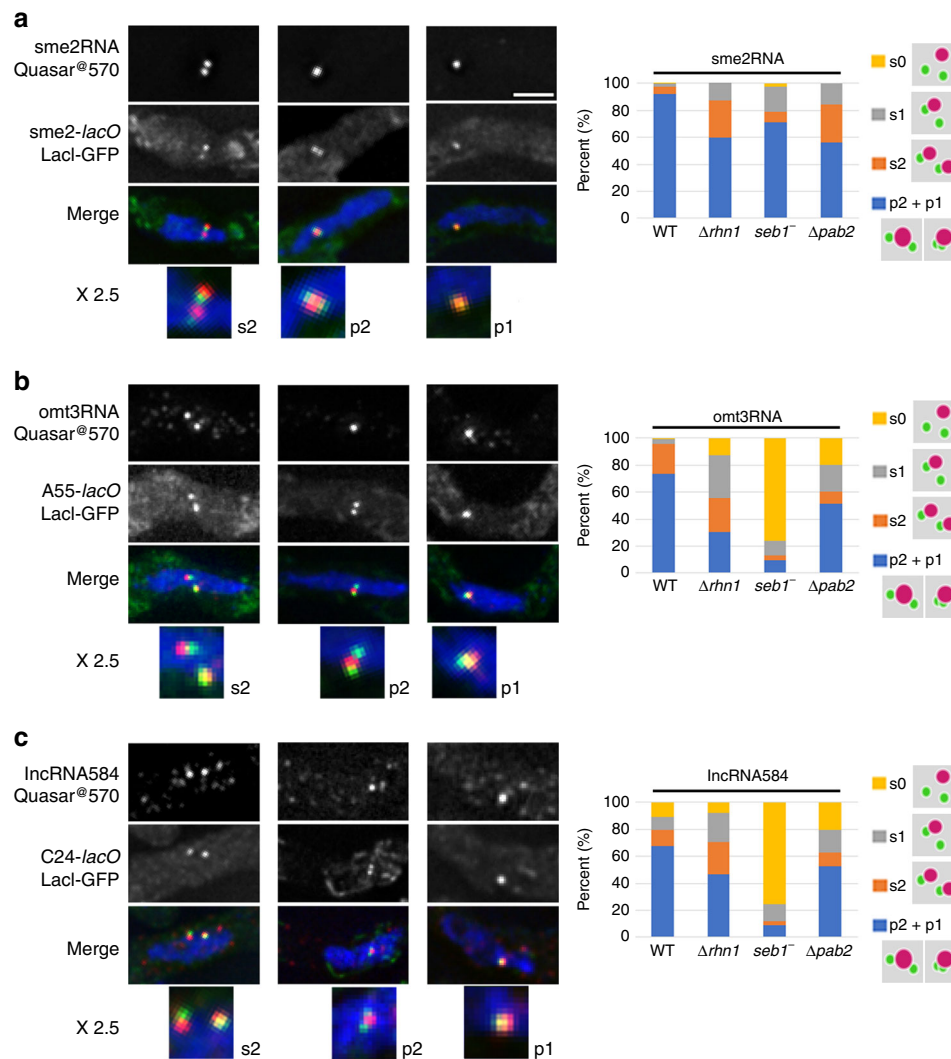 a
sme2RNA
Quasar@570
sme2-lacO
LacI-GFP
Merge
X 2.5
s2
p2
p1
sme2RNA
Percent (%)
100
80
60
40
20
0
WT
Δrhn1
seb1⁻
Δpab2
s0
s1
s2
p2 + p1
b
omt3RNA
Quasar@570
A55-lacO
LacI-GFP
Merge
X 2.5
s2
p2
p1
omt3RNA
Percent (%)
100
80
60
40
20
0
WT
Δrhn1
seb1⁻
Δpab2
s0
s1
s2
p2 + p1
c
lncRNA584
Quasar@570
C24-lacO
LacI-GFP
Merge
X 2.5
s2
p2
p1
lncRNA584
Percent (%)
100
80
60
40
20
0
WT
Δrhn1
seb1⁻
Δpab2
s0
s1
s2
p2 + p1